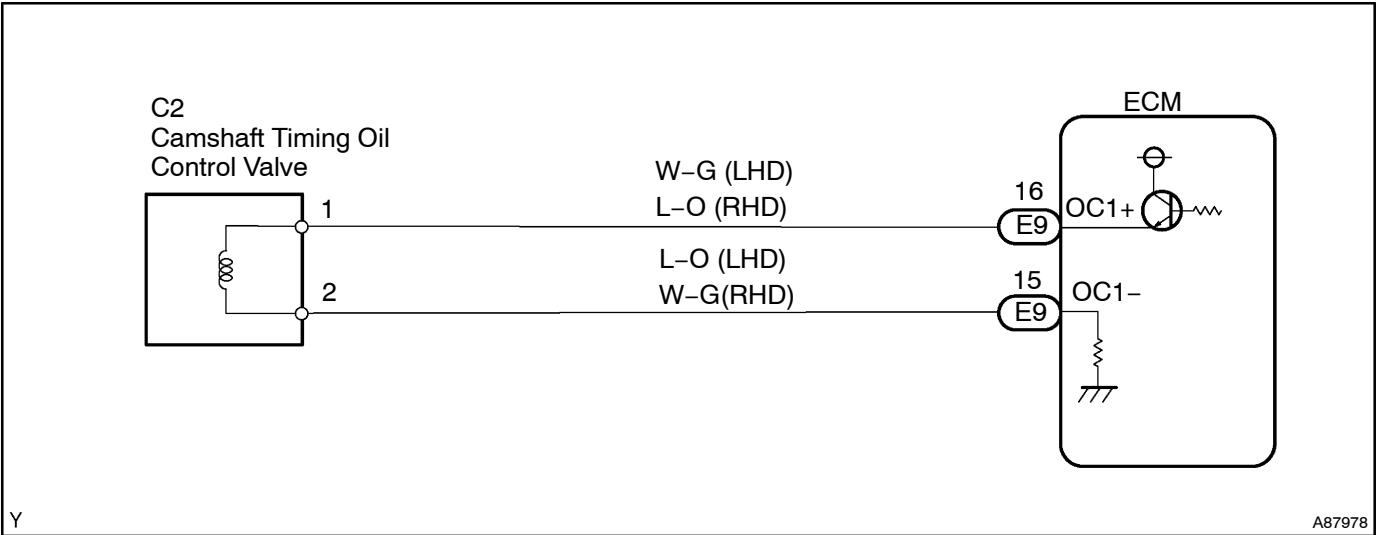 C2
Camshaft Timing Oil
Control Valve
1
2
W−G (LHD)
L−O (RHD)
L−O (LHD)
W−G(RHD)
ECM
16
E9
OC1+
15
E9
OC1−
Y
A87978